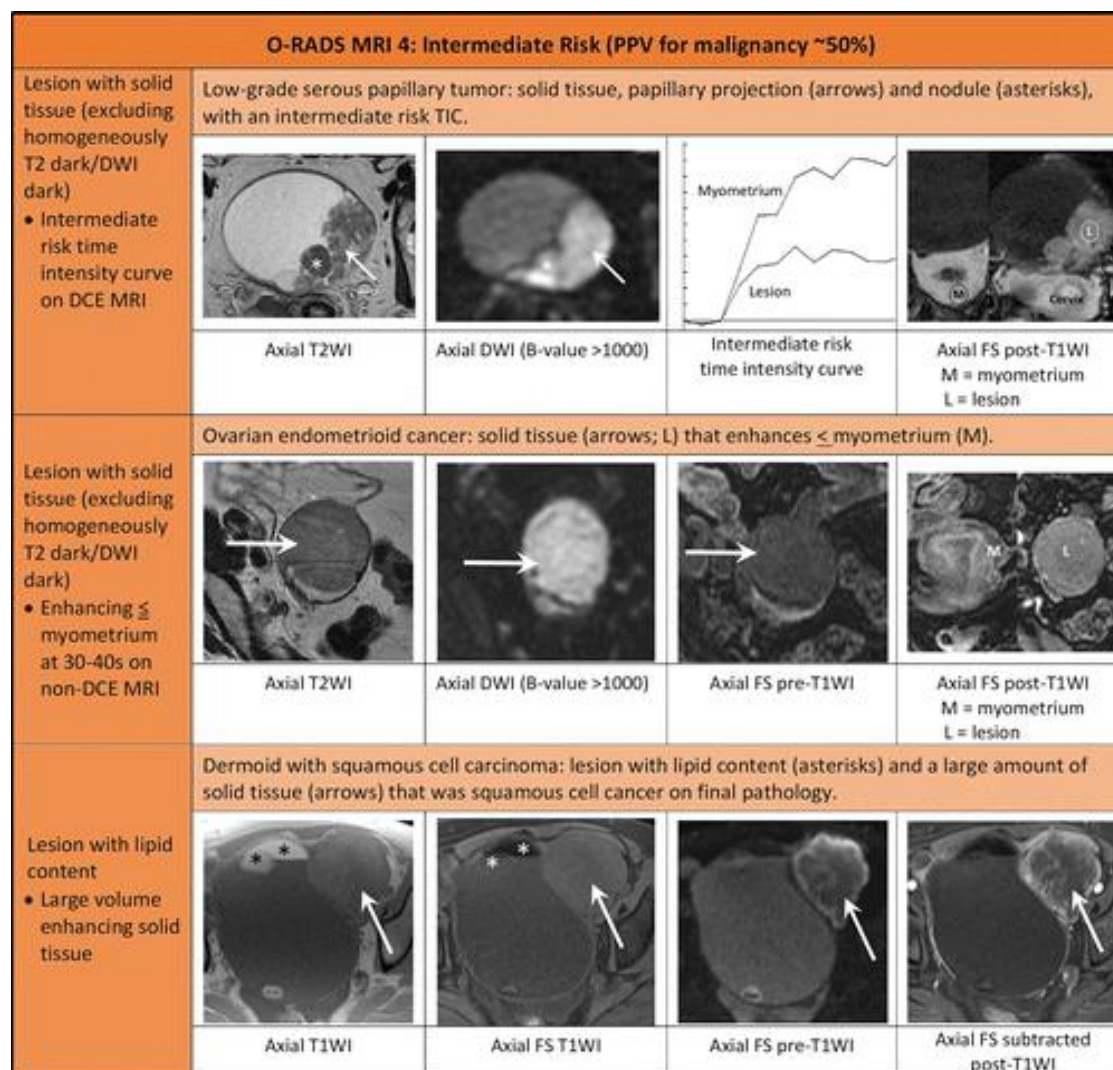 O-RADS MRI 4: Intermediate Risk (PPV for malignancy ~50%)
Lesion with solid
tissue (excluding
homogeneously
T2 dark/DWI
dark)
• Intermediate
risk time
intensity curve
on DCE MRI
Low-grade serous papillary tumor: solid tissue, papillary projection (arrows) and nodule (asterisks),
with an intermediate risk TIC.
*
Myometrium
Lesion
L
M
Cervix
Axial T2WI
Axial DWI (B-value >1000)
Intermediate risk
time intensity curve
Axial FS post-T1WI
M = myometrium
L = lesion
Lesion with solid
tissue (excluding
homogeneously
T2 dark/DWI
dark)
• Enhancing ≤
myometrium
at 30-40s on
non-DCE MRI
Ovarian endometrioid cancer: solid tissue (arrows; L) that enhances ≤ myometrium (M).
M
L
Axial T2WI
Axial DWI (B-value >1000)
Axial FS pre-T1WI
Axial FS post-T1WI
M = myometrium
L = lesion
Lesion with lipid
content
• Large volume
enhancing solid
tissue
Dermoid with squamous cell carcinoma: lesion with lipid content (asterisks) and a large amount of
solid tissue (arrows) that was squamous cell cancer on final pathology.
* *
* *
Axial T1WI
Axial FS T1WI
Axial FS pre-T1WI
Axial FS subtracted
post-T1WI